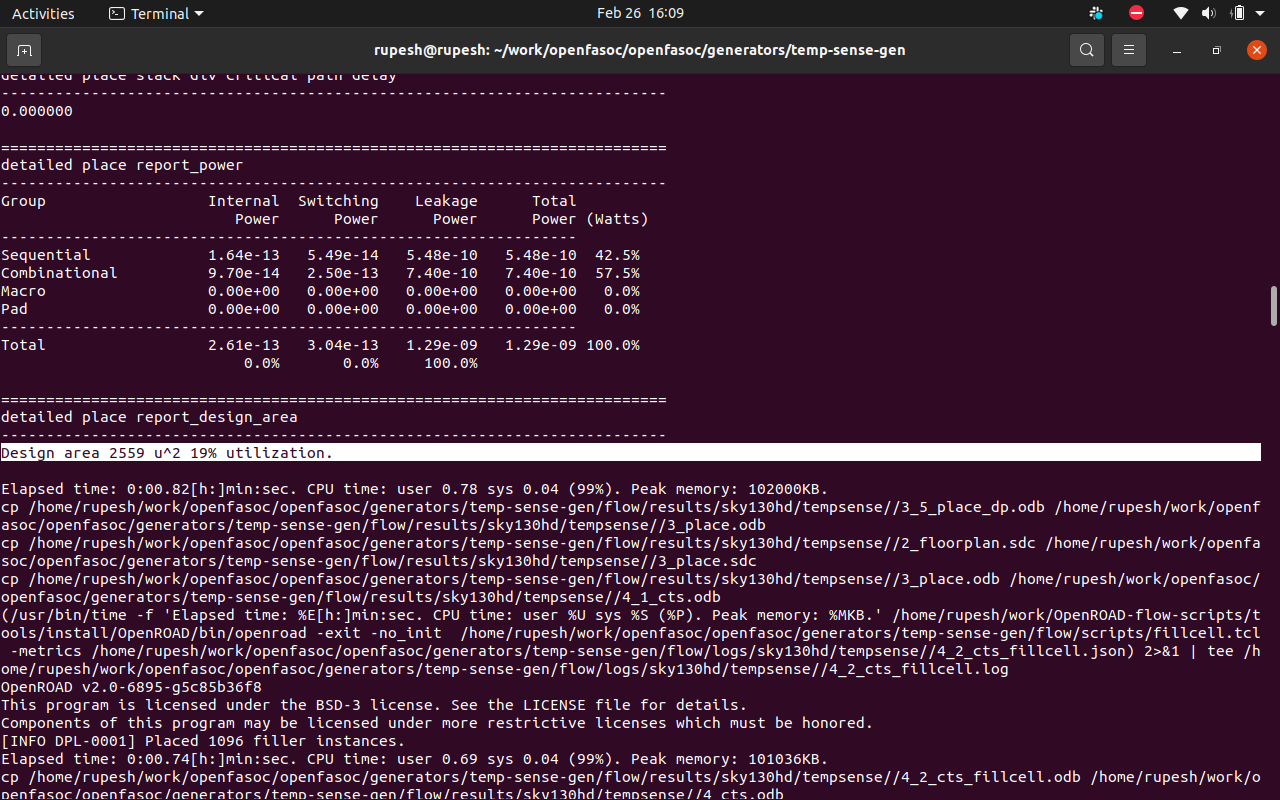 Activities Terminal Feb 26 16:09
rupesh@rupesh: ~/work/openfasoc/openfasoc/generators/temp-sense-gen
detailed place slack div critical path delay
--------------------------------------------------------------------------
0.000000
==========================================================================
detailed place report_power
--------------------------------------------------------------------------
Group                  Internal  Switching    Leakage      Total
                          Power      Power      Power      Power (Watts)
----------------------------------------------------------------
Sequential             1.64e-13   5.49e-14   5.48e-10   5.48e-10  42.5%
Combinational          9.70e-14   2.50e-13   7.40e-10   7.40e-10  57.5%
Macro                  0.00e+00   0.00e+00   0.00e+00   0.00e+00   0.0%
Pad                    0.00e+00   0.00e+00   0.00e+00   0.00e+00   0.0%
----------------------------------------------------------------
Total                  2.61e-13   3.04e-13   1.29e-09   1.29e-09 100.0%
                           0.0%       0.0%     100.0%
==========================================================================
detailed place report_design_area
--------------------------------------------------------------------------
Design area 2559 u^2 19% utilization.
Elapsed time: 0:00.82[h:]min:sec. CPU time: user 0.78 sys 0.04 (99%). Peak memory: 102000KB.
cp /home/rupesh/work/openfasoc/openfasoc/generators/temp-sense-gen/flow/results/sky130hd/tempsense//3_5_place_dp.odb /home/rupesh/work/openf
asoc/openfasoc/generators/temp-sense-gen/flow/results/sky130hd/tempsense//3_place.odb
cp /home/rupesh/work/openfasoc/openfasoc/generators/temp-sense-gen/flow/results/sky130hd/tempsense//2_floorplan.sdc /home/rupesh/work/openfa
soc/openfasoc/generators/temp-sense-gen/flow/results/sky130hd/tempsense//3_place.sdc
cp /home/rupesh/work/openfasoc/openfasoc/generators/temp-sense-gen/flow/results/sky130hd/tempsense//3_place.odb /home/rupesh/work/openfasoc/
openfasoc/generators/temp-sense-gen/flow/results/sky130hd/tempsense//4_1_cts.odb
(/usr/bin/time -f 'Elapsed time: %E[h:]min:sec. CPU time: user %U sys %S (%P). Peak memory: %MKB.' /home/rupesh/work/OpenROAD-flow-scripts/t
ools/install/OpenROAD/bin/openroad -exit -no_init  /home/rupesh/work/openfasoc/openfasoc/generators/temp-sense-gen/flow/scripts/fillcell.tcl
 -metrics /home/rupesh/work/openfasoc/openfasoc/generators/temp-sense-gen/flow/logs/sky130hd/tempsense//4_2_cts_fillcell.json) 2>&1 | tee /h
ome/rupesh/work/openfasoc/openfasoc/generators/temp-sense-gen/flow/logs/sky130hd/tempsense//4_2_cts_fillcell.log
OpenROAD v2.0-6895-g5c85b36f8
This program is licensed under the BSD-3 license. See the LICENSE file for details.
Components of this program may be licensed under more restrictive licenses which must be honored.
[INFO DPL-0001] Placed 1096 filler instances.
Elapsed time: 0:00.74[h:]min:sec. CPU time: user 0.69 sys 0.04 (99%). Peak memory: 101036KB.
cp /home/rupesh/work/openfasoc/openfasoc/generators/temp-sense-gen/flow/results/sky130hd/tempsense//4_2_cts_fillcell.odb /home/rupesh/work/o
penfasoc/openfasoc/generators/temp-sense-gen/flow/results/sky130hd/tempsense//4_cts.odb